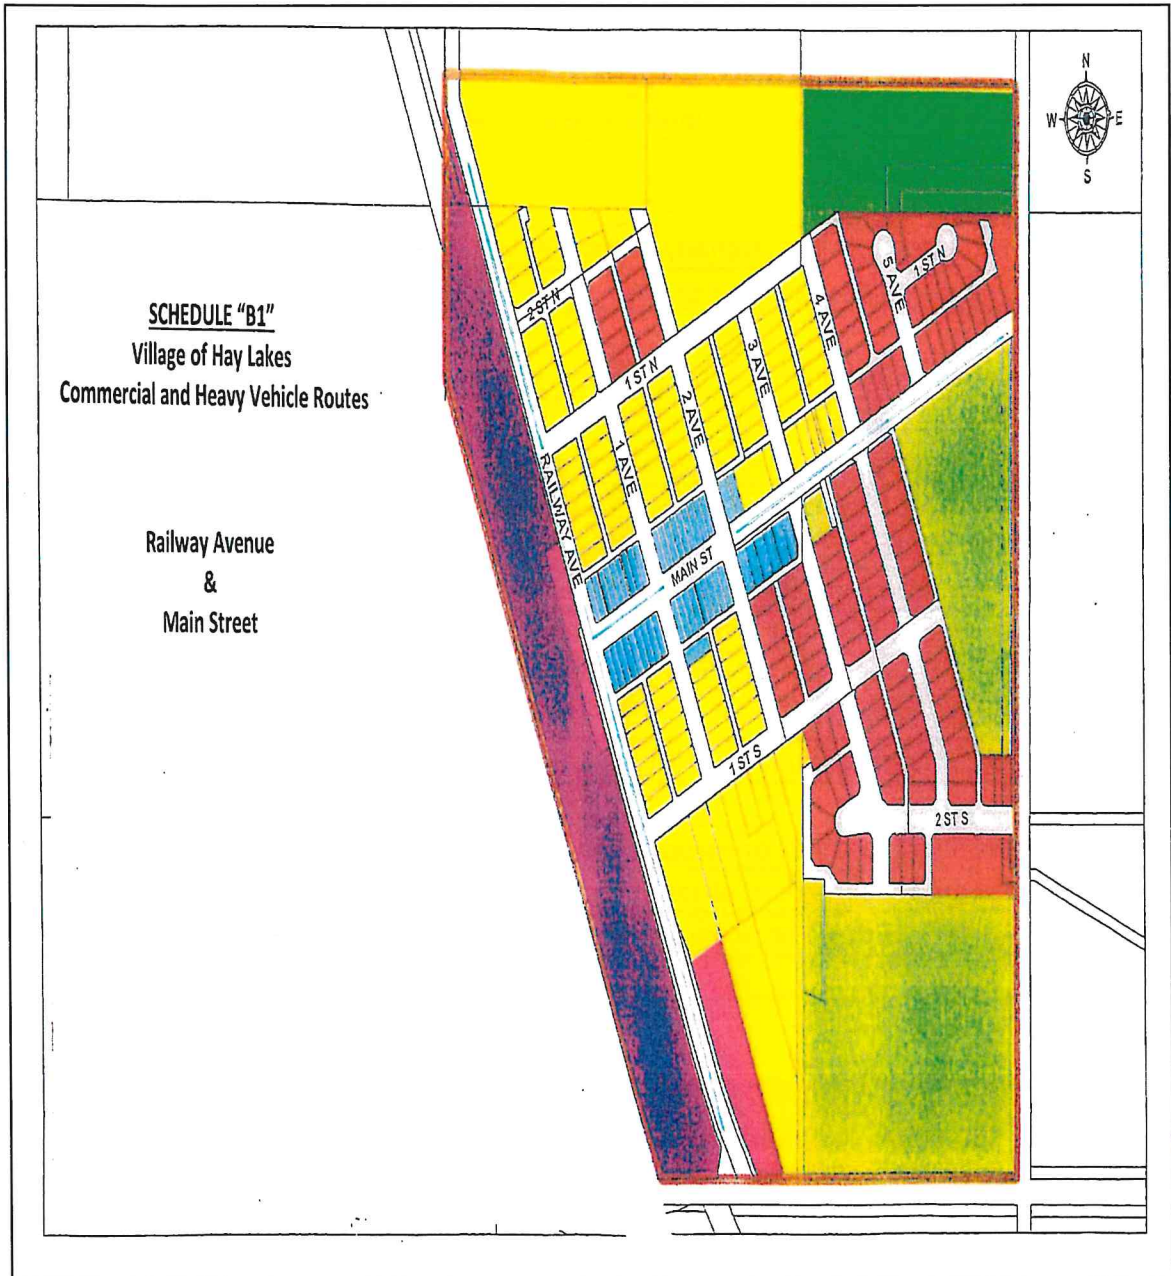 N
W E
S
SCHEDULE “B1”
Village of Hay Lakes
Commercial and Heavy Vehicle Routes
Railway Avenue
&
Main Street
2 ST N
1 ST N
5 AVE
1 ST N
4 AVE
3 AVE
2 AVE
1 AVE
RAILWAY AVE
MAIN ST
1 ST S
2 ST S